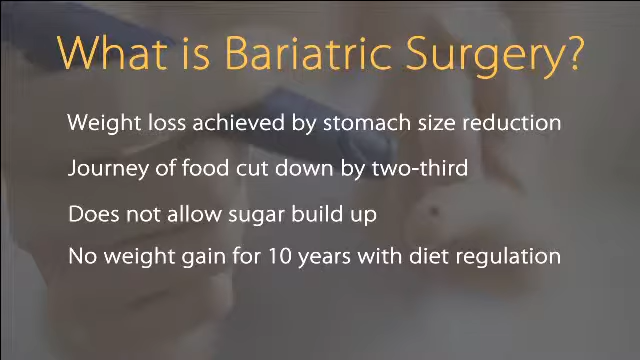 What is Bariatric Surgery?
Weight loss achieved by stomach size reduction
Journey of food cut down by two-third
Does not allow sugar build up
No weight gain for 10 years with diet regulation